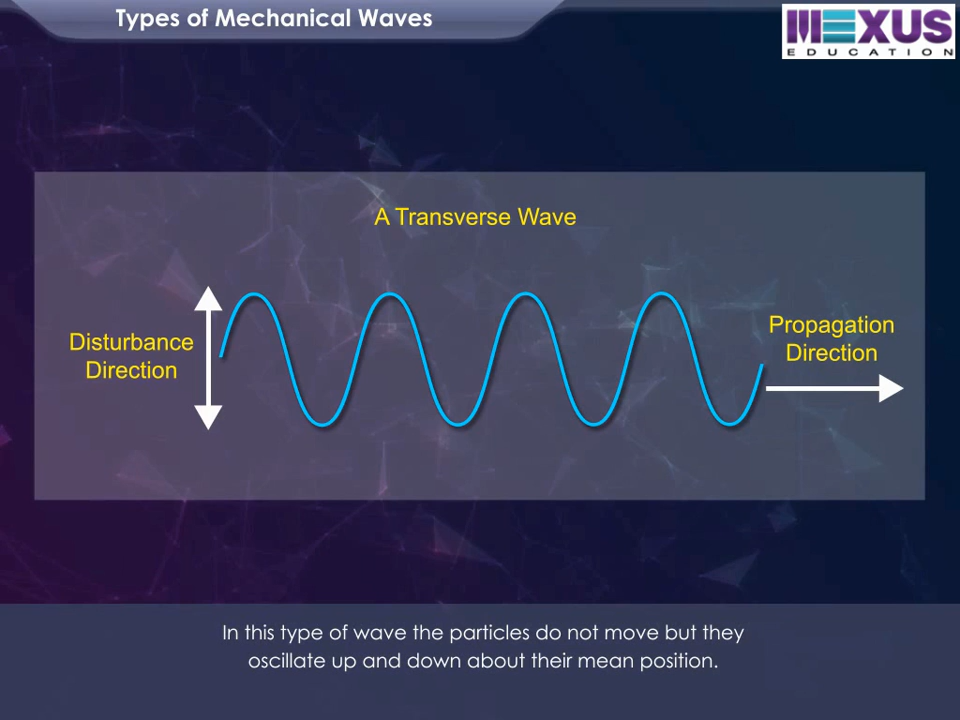 Types of Mechanical Waves
MEXUS
EDUCATION
A Transverse Wave
Disturbance
Direction
Propagation
Direction
In this type of wave the particles do not move but they
oscillate up and down about their mean position.